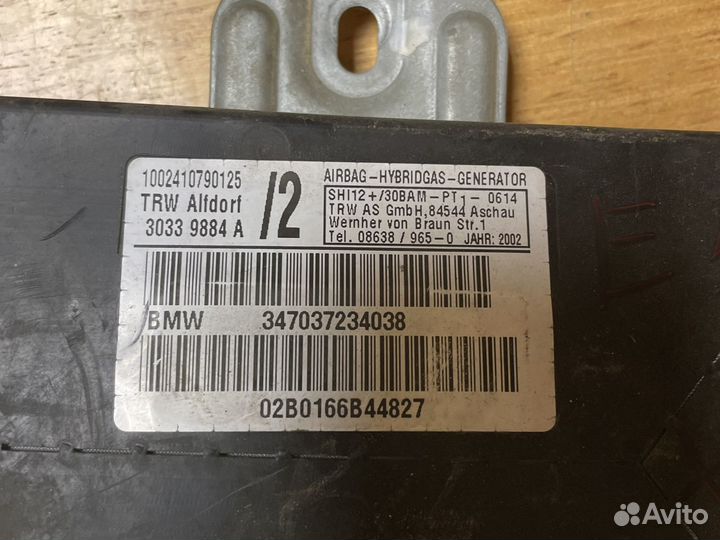 1002410790125
TRW Alfdorf
3033 9884 A
/2
AIRBAG-HYBRIDGAS-GENERATOR
SHI12+/30BAM-PT1- 0614
TRW AS GmbH,84544 Aschau
Wernher von Braun Str.1
Tel. 08638/965-0 JAHR: 2002
BMW 347037234038
02B0166B44827
Avito